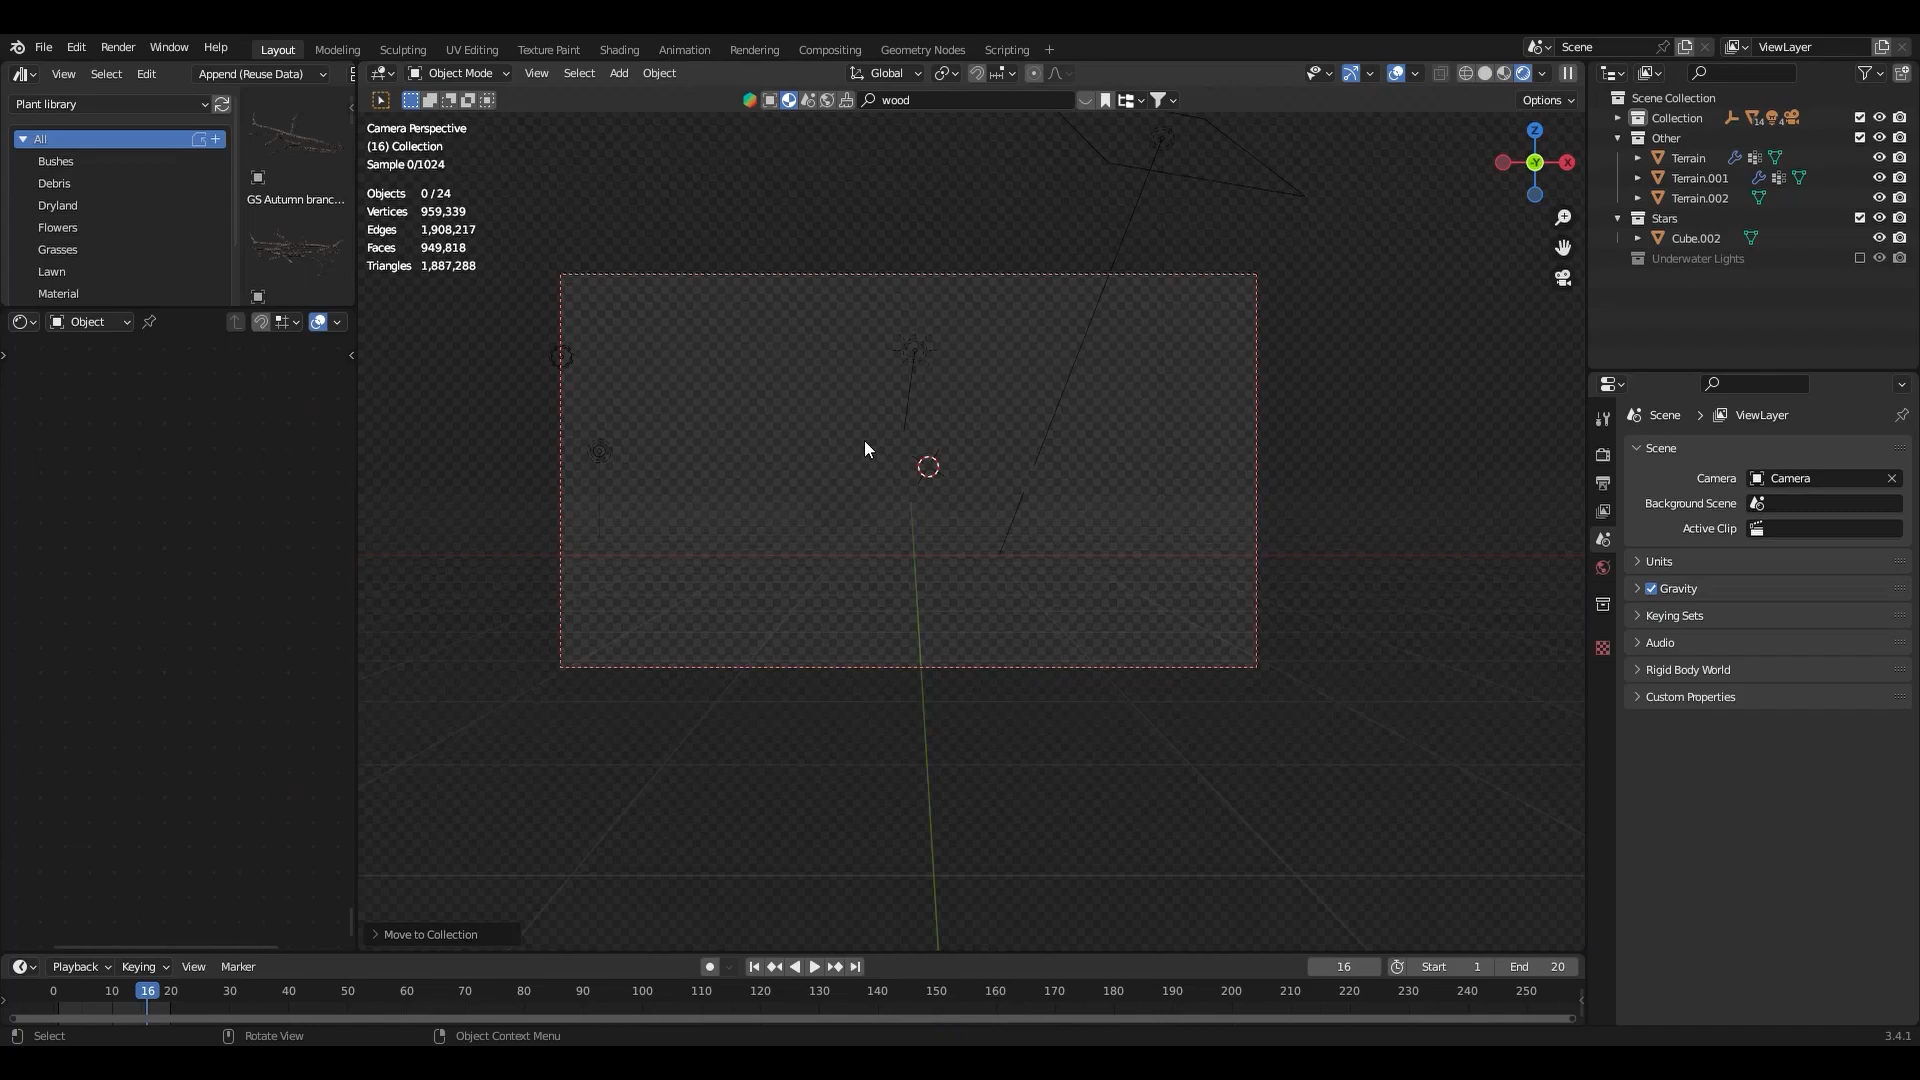 File Edit Render Window Help Layout Modeling Sculpting UV Editing Texture Paint Shading Animation Rendering Compositing Geometry Nodes Scripting + Scene ViewLayer
View Select Edit Append (Reuse Data) Object Mode View Select Add Object Global
Plant library wood Options
All
Bushes
Debris
Dryland
Flowers
Grasses
Lawn
Material
GS Autumn branc...
Object
Camera Perspective
(16) Collection
Sample 0/1024
Objects 0 / 24
Vertices 959,339
Edges 1,908,217
Faces 949,818
Triangles 1,887,288
Z
-Y
X
Move to Collection
Scene Collection
Collection 14 4
Other
Terrain
Terrain.001
Terrain.002
Stars
Cube.002
Underwater Lights
Scene > ViewLayer
Scene
Camera Camera
Background Scene
Active Clip
Units
Gravity
Keying Sets
Audio
Rigid Body World
Custom Properties
Playback Keying View Marker 16 Start 1 End 20
0 10 16 20 30 40 50 60 70 80 90 100 110 120 130 140 150 160 170 180 190 200 210 220 230 240 250
Select Rotate View Object Context Menu 3.4.1